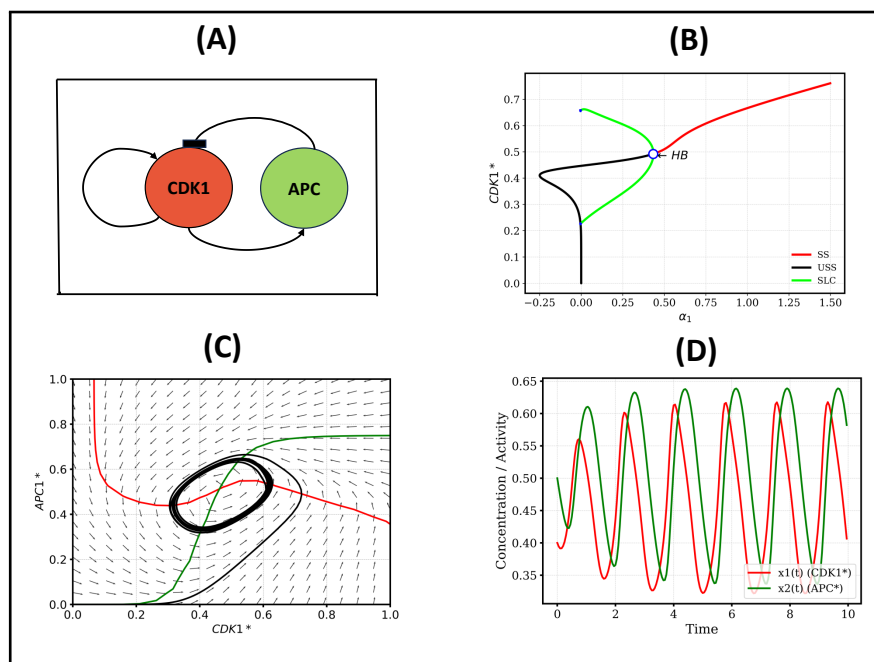 (A)
CDK1
APC
(B)
0.7
0.6
0.5
0.4
0.3
0.2
0.1
0.0
CDK1*
← HB
SS
USS
SLC
−0.25 0.00 0.25 0.50 0.75 1.00 1.25 1.50
α₁
(C)
1.0
0.8
0.6
0.4
0.2
0.0
APC1*
0.0 0.2 0.4 0.6 0.8 1.0
CDK1*
(D)
0.65
0.60
0.55
0.50
0.45
0.40
0.35
Concentration / Activity
x1(t) (CDK1*)
x2(t) (APC*)
0 2 4 6 8 10
Time